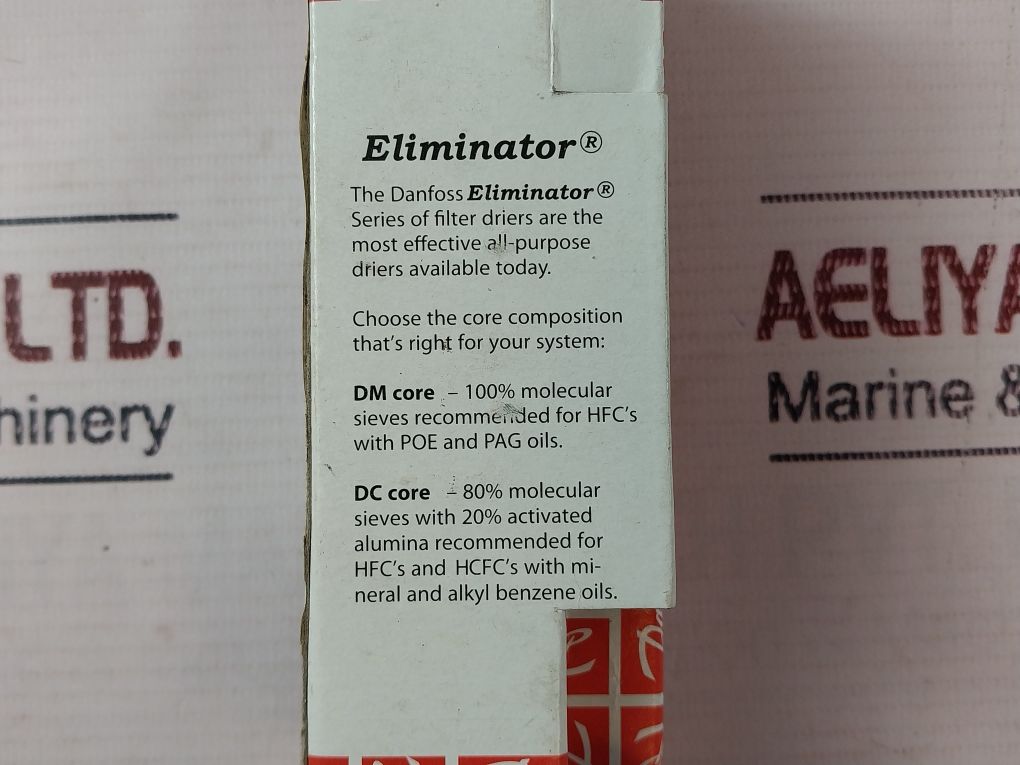 Eliminator®
The Danfoss Eliminator®
Series of filter driers are the
most effective all-purpose
driers available today.
Choose the core composition
that's right for your system:
DM core – 100% molecular
sieves recommended for HFC's
with POE and PAG oils.
DC core – 80% molecular
sieves with 20% activated
alumina recommended for
HFC's and HCFC's with mi-
neral and alkyl benzene oils.
LTD.
hinery
AELIYA
Marine &